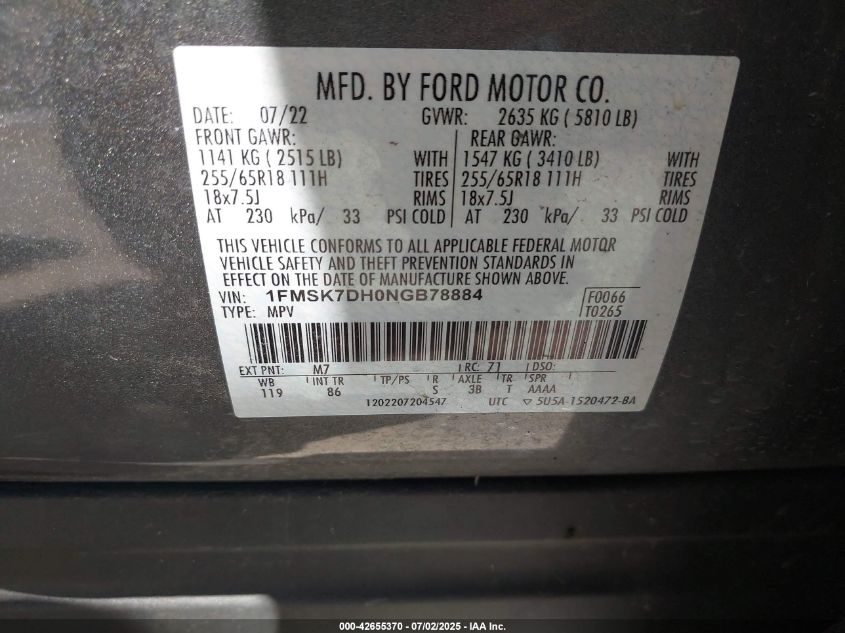 MFD. BY FORD MOTOR CO.
DATE: 07/22 GVWR: 2635 KG ( 5810 LB)
FRONT GAWR: REAR GAWR:
1141 KG ( 2515 LB) WITH 1547 KG ( 3410 LB) WITH
255/65R18 111H TIRES 255/65R18 111H TIRES
18x7.5J RIMS 18x7.5J RIMS
AT 230 kPa/ 33 PSI COLD AT 230 kPa/ 33 PSI COLD
THIS VEHICLE CONFORMS TO ALL APPLICABLE FEDERAL MOTOR
VEHICLE SAFETY AND THEFT PREVENTION STANDARDS IN
EFFECT ON THE DATE OF MANUFACTURE SHOWN ABOVE.
VIN: 1FMSK7DH0NGB78884 F0066
TYPE: MPV T0265
EXT PNT: M7 RC: 71 DSO:
WB INT TR TP/PS R AXLE TR SPR
119 86 S 3B T AAAA
1202207204547 UTC ▽ 5U5A-1520472-BA
000-42655370 - 07/02/2025 - IAA Inc.